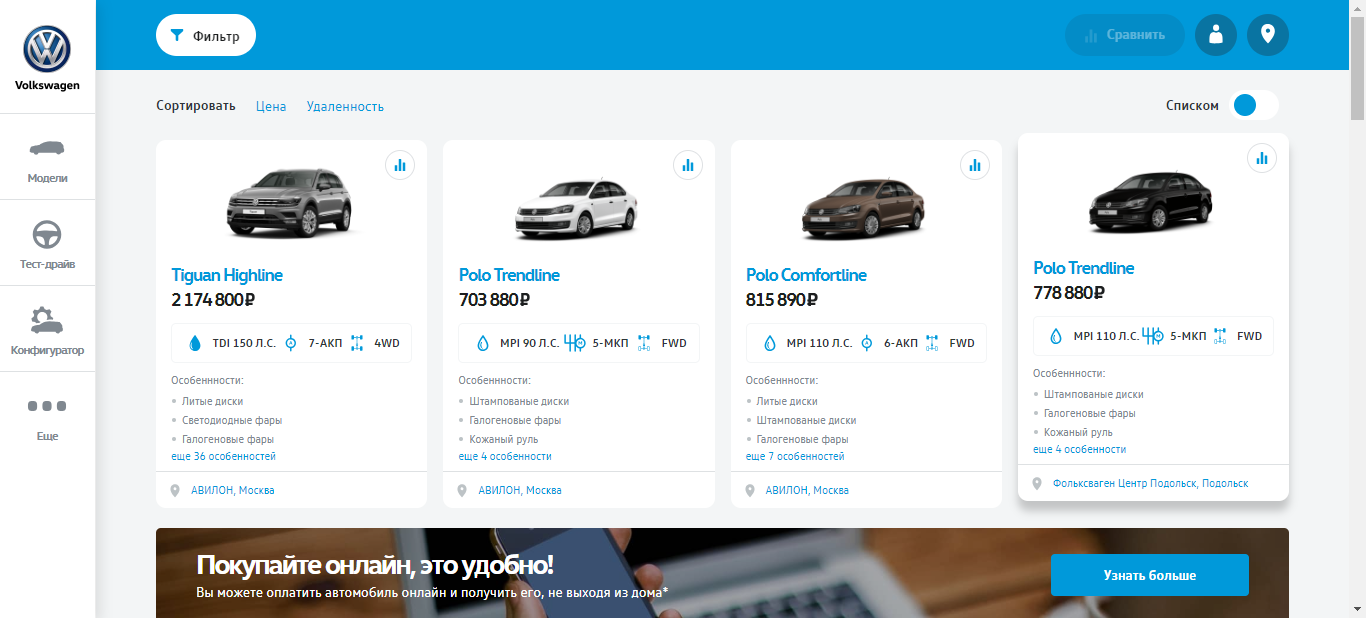 Volkswagen
Модели
Тест-драйв
Конфигуратор
Еще
Фильтр
Сравнить
Сортировать Цена Удаленность
Списком
Tiguan Highline
2 174 800 ₽
TDI 150 Л.С. 7-АКП 4WD
Особеннности:
Литые диски
Светодиодные фары
Галогеновые фары
еще 36 особенностей
АВИЛОН, Москва
Polo Trendline
703 880 ₽
MPI 90 Л.С. 5-МКП FWD
Особеннности:
Штампованые диски
Галогеновые фары
Кожаный руль
еще 4 особенности
АВИЛОН, Москва
Polo Comfortline
815 890 ₽
MPI 110 Л.С. 6-АКП FWD
Особеннности:
Литые диски
Штампованые диски
Галогеновые фары
еще 7 особенностей
АВИЛОН, Москва
Polo Trendline
778 880 ₽
MPI 110 Л.С. 5-МКП FWD
Особеннности:
Штампованые диски
Галогеновые фары
Кожаный руль
еще 4 особенности
Фольксваген Центр Подольск, Подольск
Покупайте онлайн, это удобно!
Вы можете оплатить автомобиль онлайн и получить его, не выходя из дома*
Узнать больше